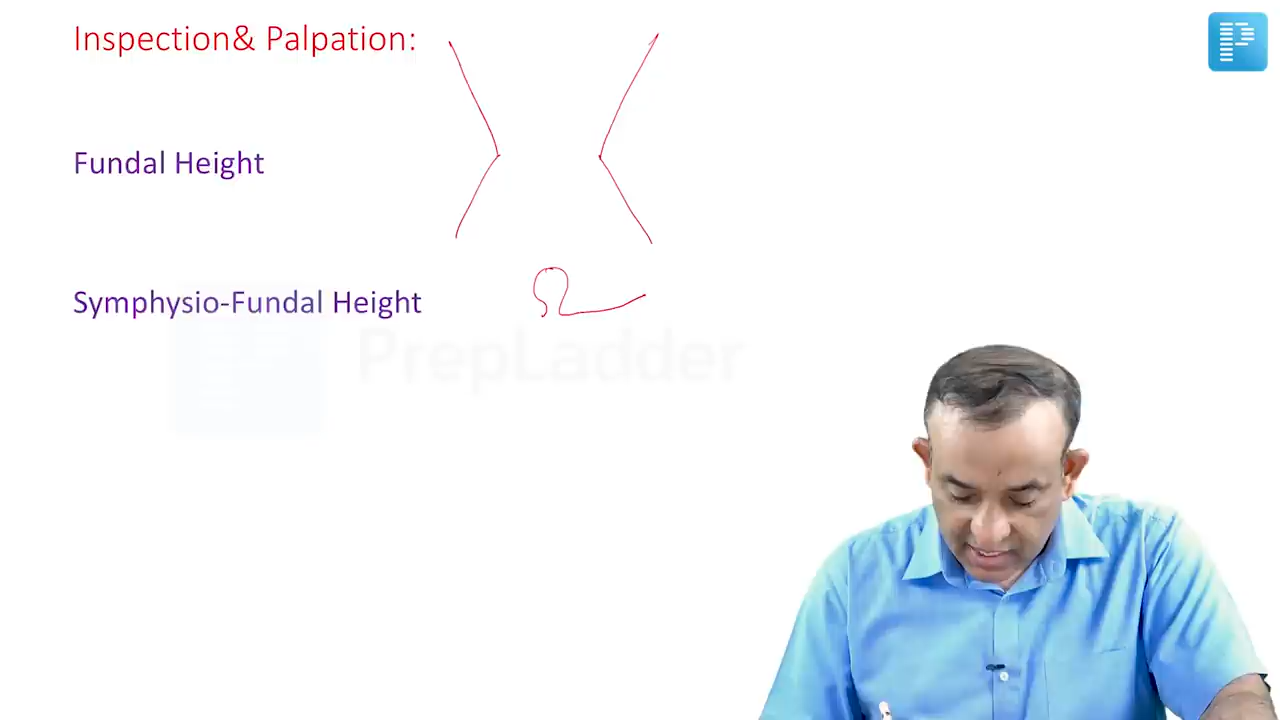 Inspection& Palpation:
Fundal Height
Symphysio-Fundal Height
PrepLadder